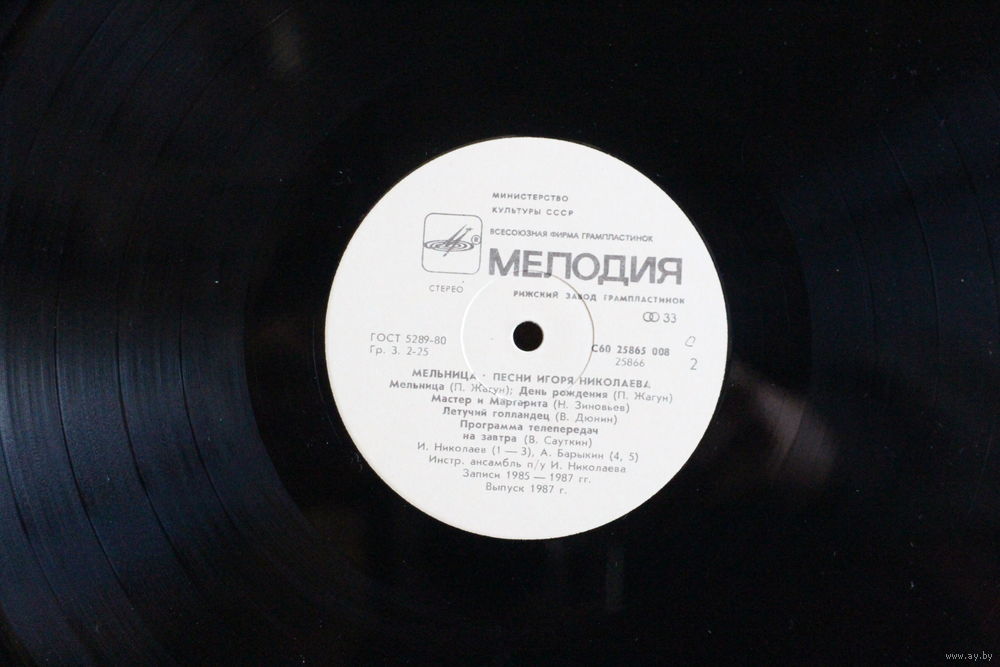 МИНИСТЕРСТВО
КУЛЬТУРЫ СССР
ВСЕСОЮЗНАЯ ФИРМА ГРАМПЛАСТИНОК
®
МЕЛОДИЯ
СТЕРЕО
РИЖСКИЙ ЗАВОД ГРАМПЛАСТИНОК
33
ГОСТ 5289-80
Гр. 3. 2-25
С60 25865 008
25866
2
МЕЛЬНИЦА · ПЕСНИ ИГОРЯ НИКОЛАЕВА
Мельница (П. Жагун); День рождения (П. Жагун)
Мастер и Маргарита (Н. Зиновьев)
Летучий голландец (В. Дюнин)
Программа телепередач
на завтра (В. Сауткин)
И. Николаев (1 — 3), А. Барыкин (4, 5)
Инстр. ансамбль п/у И. Николаева
Записи 1985 — 1987 гг.
Выпуск 1987 г.
www.ay.by